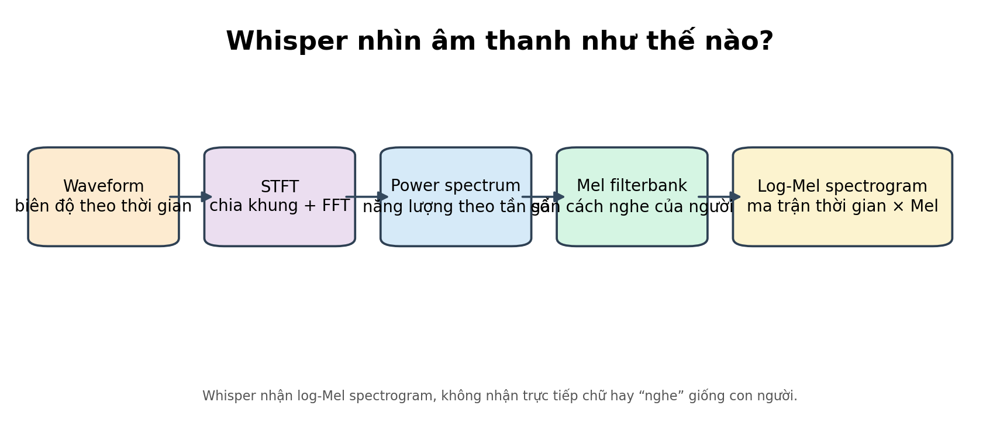 Whisper nhìn âm thanh như thế nào?
Waveform
biên độ theo thời gian
STFT
chia khung + FFT
Power spectrum
năng lượng theo tần số
Mel filterbank
gần cách nghe của người
Log-Mel spectrogram
ma trận thời gian × Mel
Whisper nhận log-Mel spectrogram, không nhận trực tiếp chữ hay “nghe” giống con người.